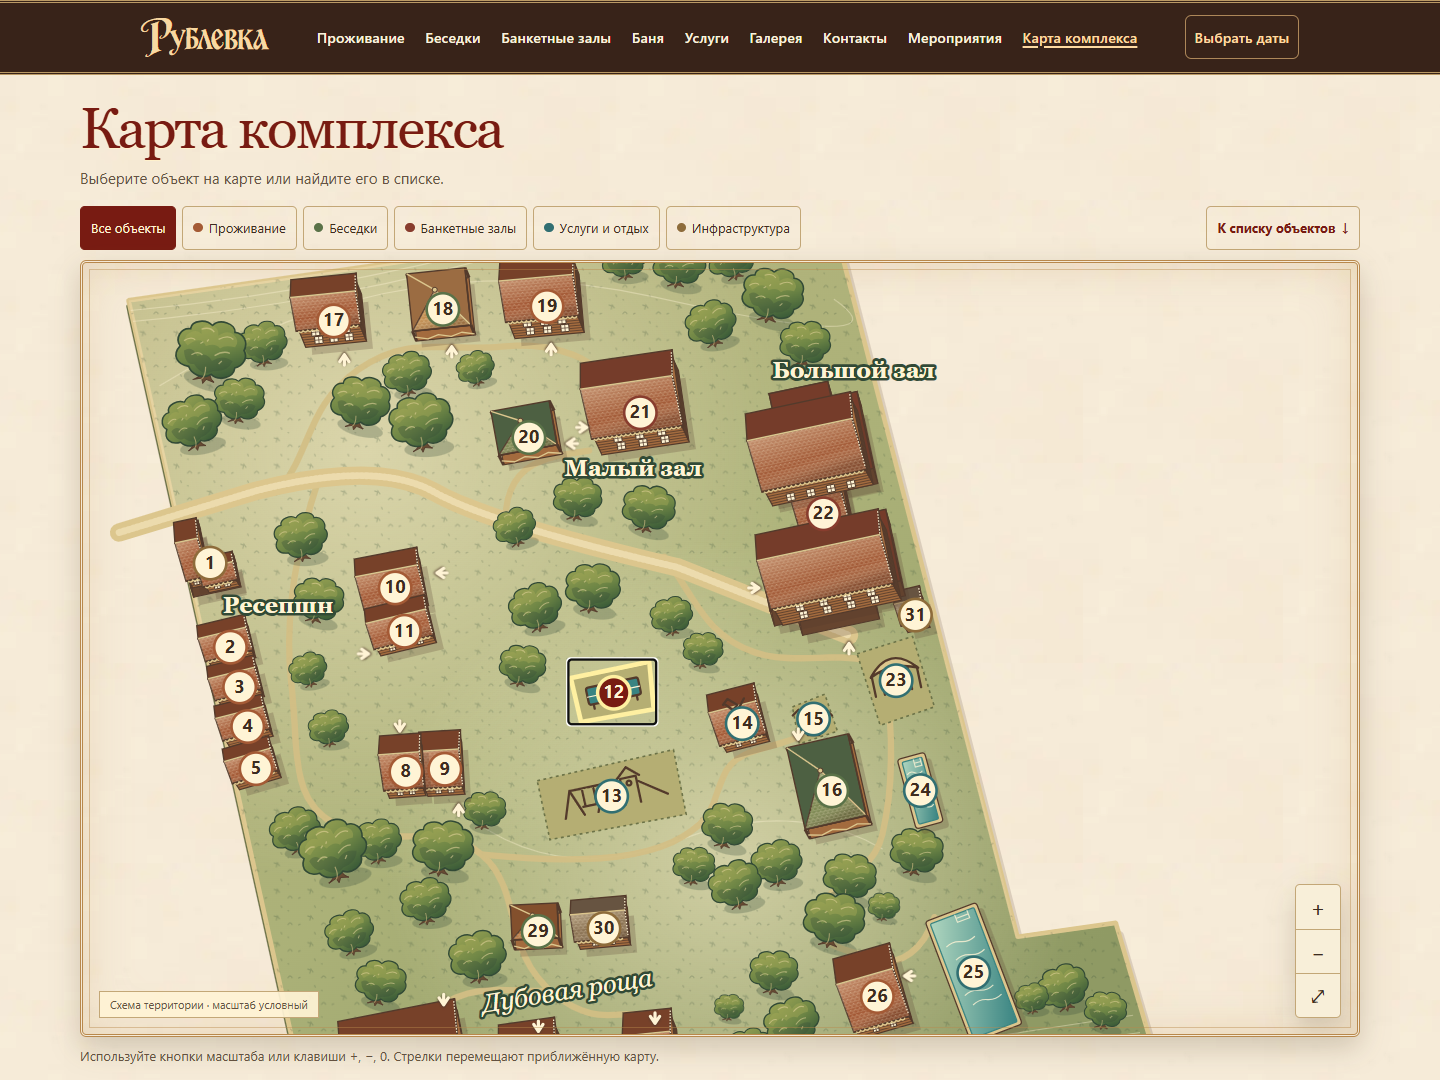 Рублевка
Проживание Беседки Банкетные залы Баня Услуги Галерея Контакты Мероприятия Карта комплекса Выбрать даты
Карта комплекса
Выберите объект на карте или найдите его в списке.
Все объекты Проживание Беседки Банкетные залы Услуги и отдых Инфраструктура К списку объектов ↓
17 18 19
Большой зал
21
20
Малый зал
22
1
10
Ресепшн
31
11
2
23
3
12
15
14
4
5
8 9
16
24
13
+
30
29
−
25
Дубовая роща
26
Схема территории · масштаб условный
Используйте кнопки масштаба или клавиши +, −, 0. Стрелки перемещают приближённую карту.